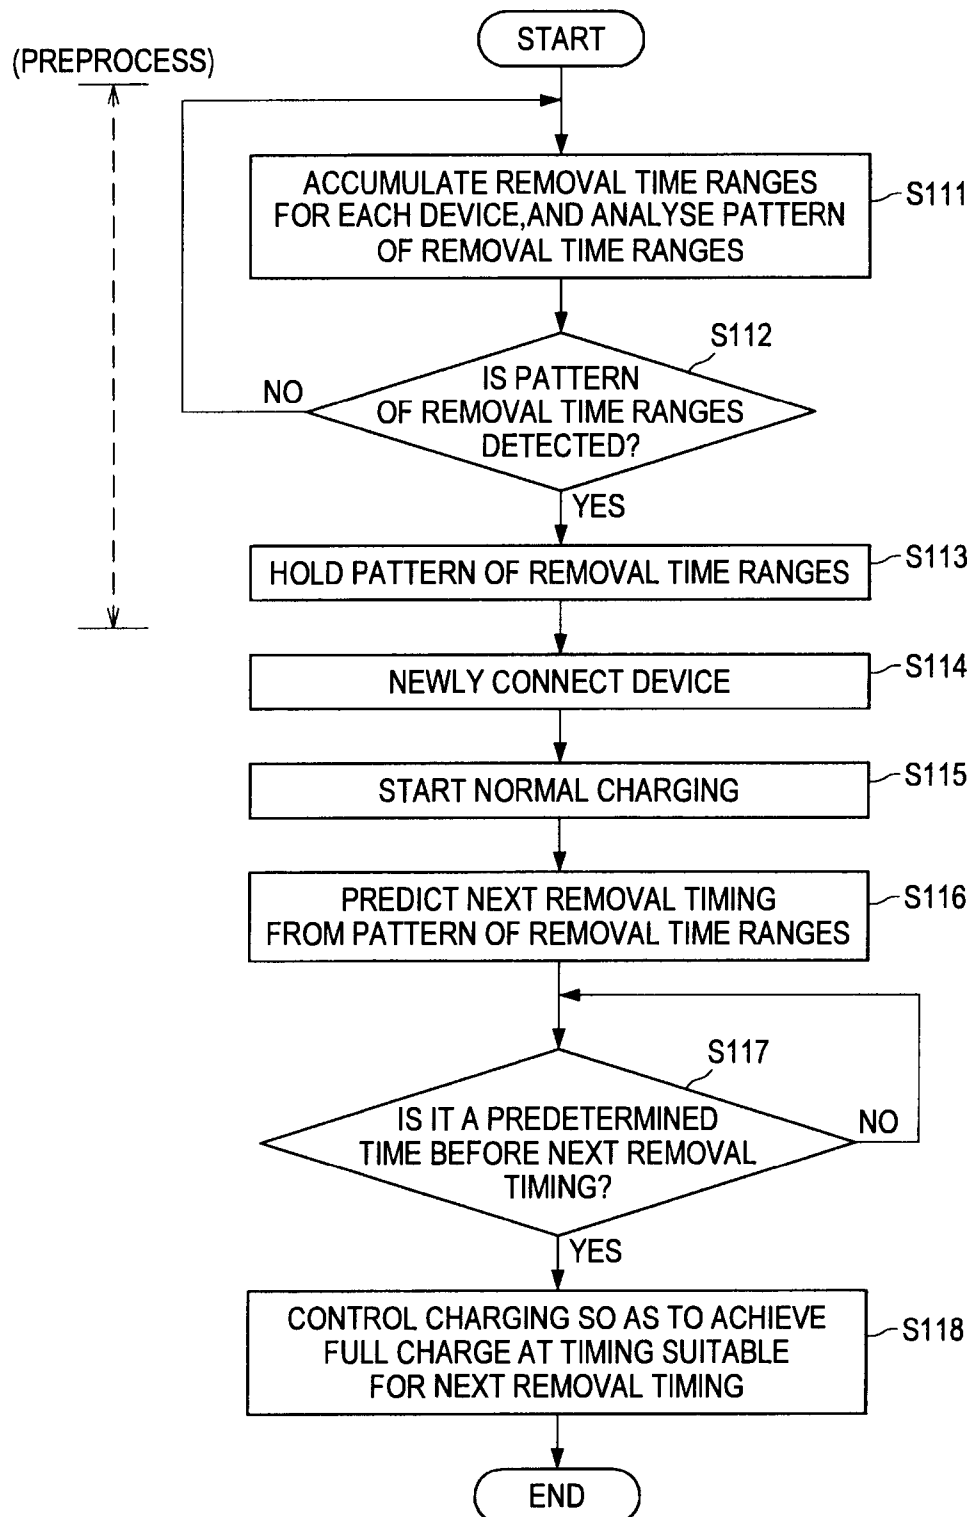 START
(PREPROCESS)
ACCUMULATE REMOVAL TIME RANGES
FOR EACH DEVICE,AND ANALYSE PATTERN
OF REMOVAL TIME RANGES
S111
S112
IS PATTERN
OF REMOVAL TIME RANGES
DETECTED?
NO
YES
HOLD PATTERN OF REMOVAL TIME RANGES
S113
NEWLY CONNECT DEVICE
S114
START NORMAL CHARGING
S115
PREDICT NEXT REMOVAL TIMING
FROM PATTERN OF REMOVAL TIME RANGES
S116
S117
IS IT A PREDETERMINED
TIME BEFORE NEXT REMOVAL
TIMING?
NO
YES
CONTROL CHARGING SO AS TO ACHIEVE
FULL CHARGE AT TIMING SUITABLE
FOR NEXT REMOVAL TIMING
S118
END